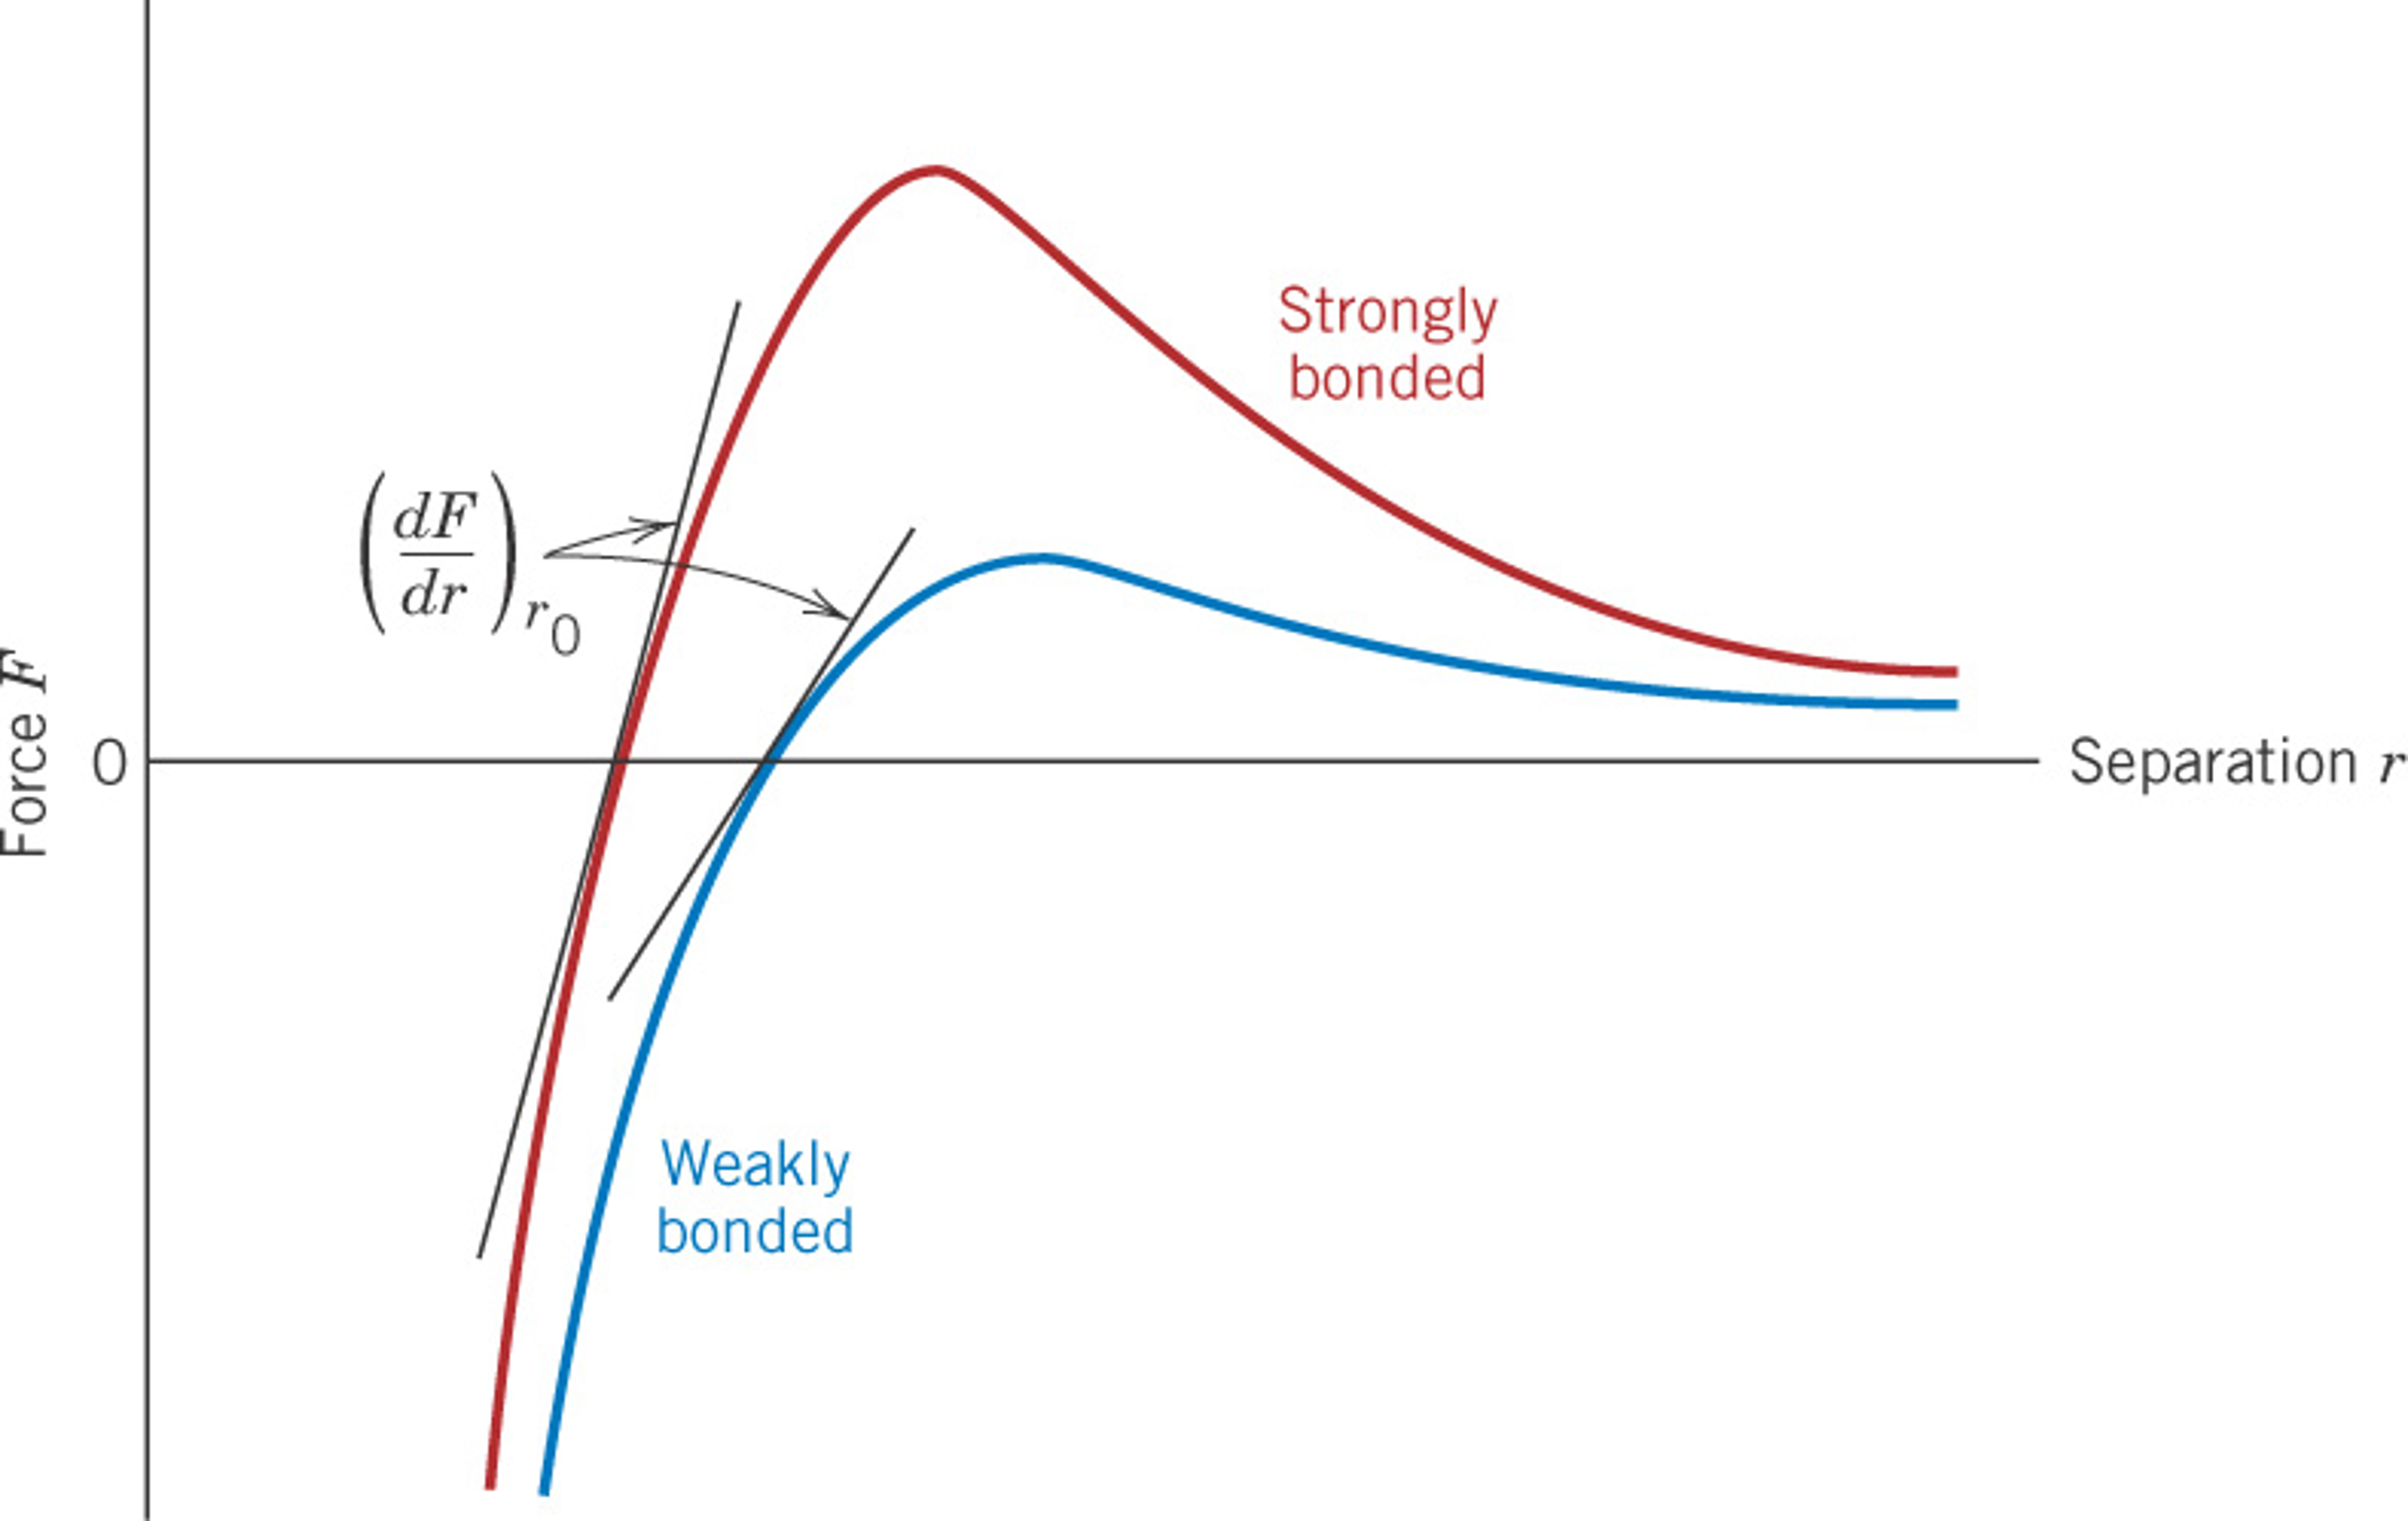 Strongly
bonded
(dF/dr)r0
Force F
0
Separation r
Weakly
bonded